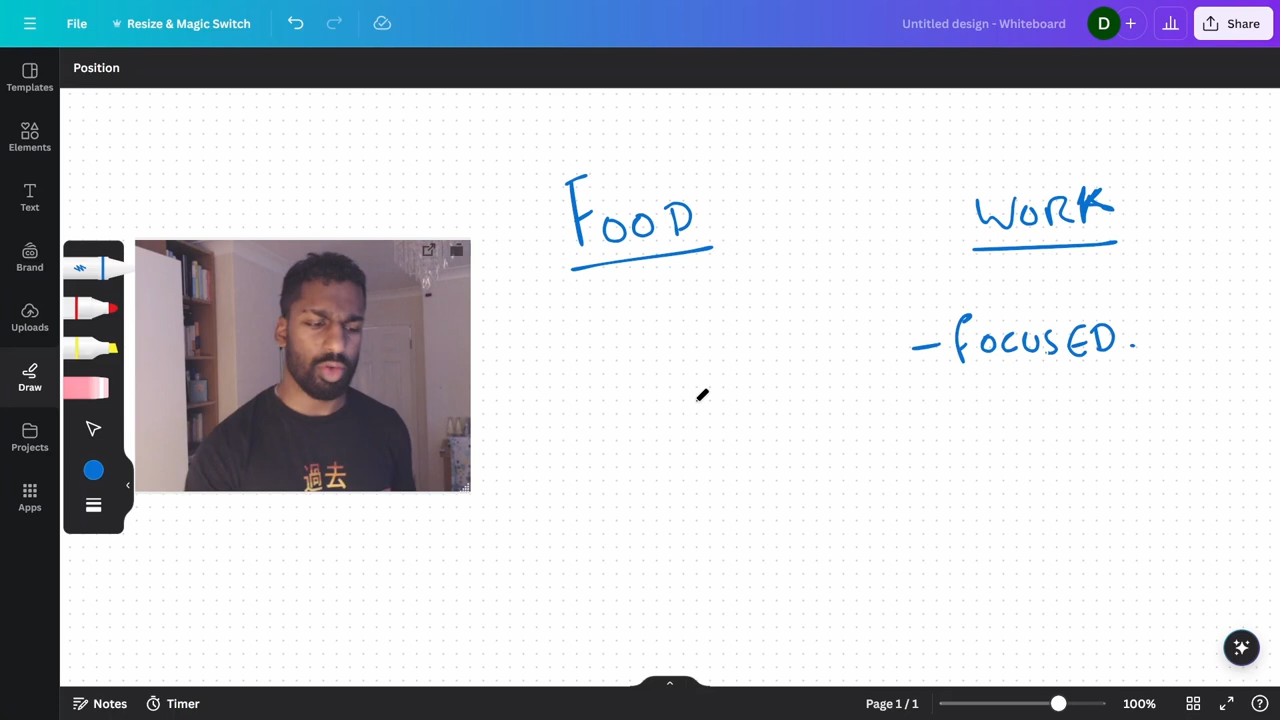 File
Resize & Magic Switch
Untitled design - Whiteboard
D
+
Share
Templates
Elements
Text
Brand
Uploads
Draw
Projects
Apps
Position
FOOD
WORK
- FOCUSED.
過去
Notes
Timer
Page 1 / 1
100%